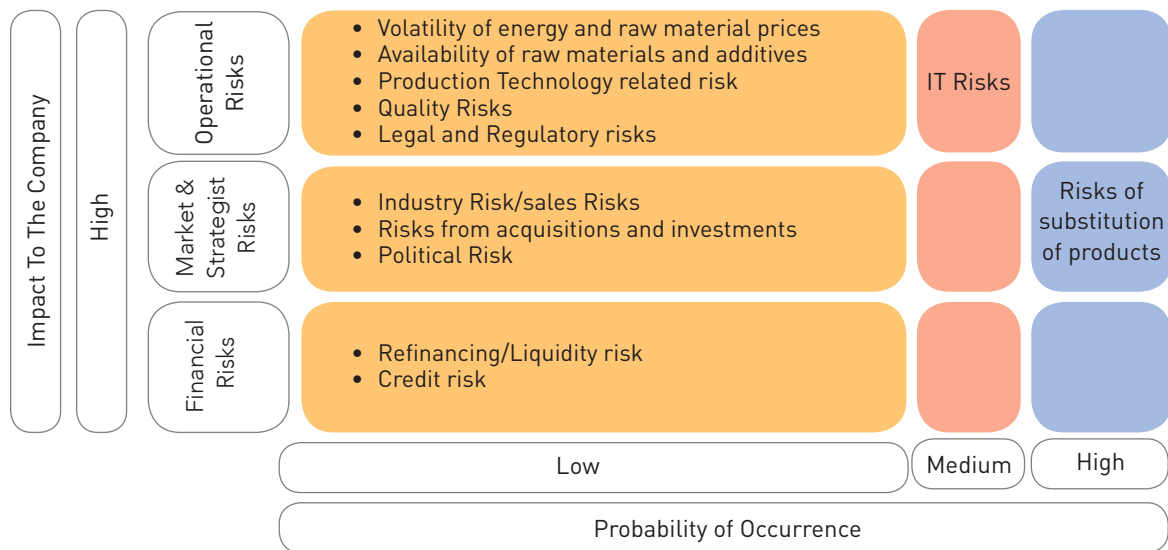 Impact To The Company
High
Operational
Risks
• Volatility of energy and raw material prices
• Availability of raw materials and additives
• Production Technology related risk
• Quality Risks
• Legal and Regulatory risks
IT Risks
Market &
Strategist
Risks
• Industry Risk/sales Risks
• Risks from acquisitions and investments
• Political Risk
Risks of
substitution
of products
Financial
Risks
• Refinancing/Liquidity risk
• Credit risk
Low
Medium
High
Probability of Occurrence